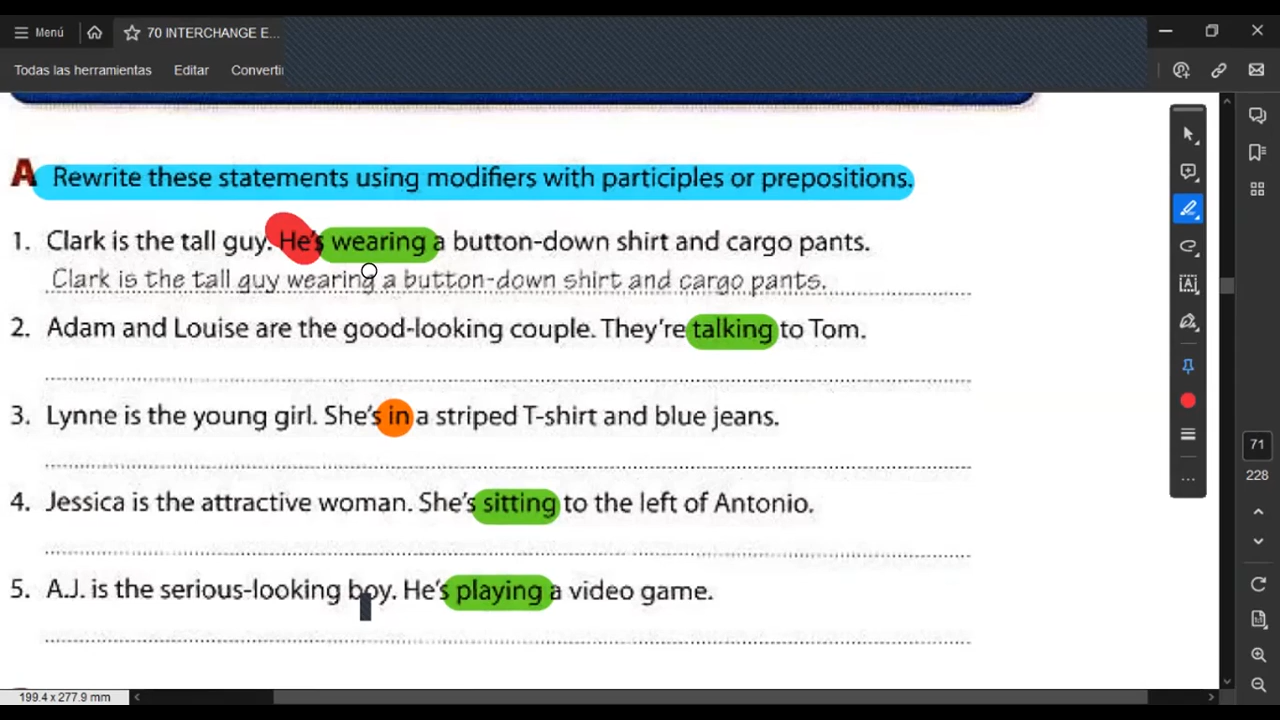 Menú
70 INTERCHANGE E...
Todas las herramientas Editar Convertir
A Rewrite these statements using modifiers with participles or prepositions.
1. Clark is the tall guy. He's wearing a button-down shirt and cargo pants.
Clark is the tall guy wearing a button-down shirt and cargo pants.
2. Adam and Louise are the good-looking couple. They're talking to Tom.
3. Lynne is the young girl. She's in a striped T-shirt and blue jeans.
4. Jessica is the attractive woman. She's sitting to the left of Antonio.
5. A.J. is the serious-looking boy. He's playing a video game.
71
228
199.4 x 277.9 mm